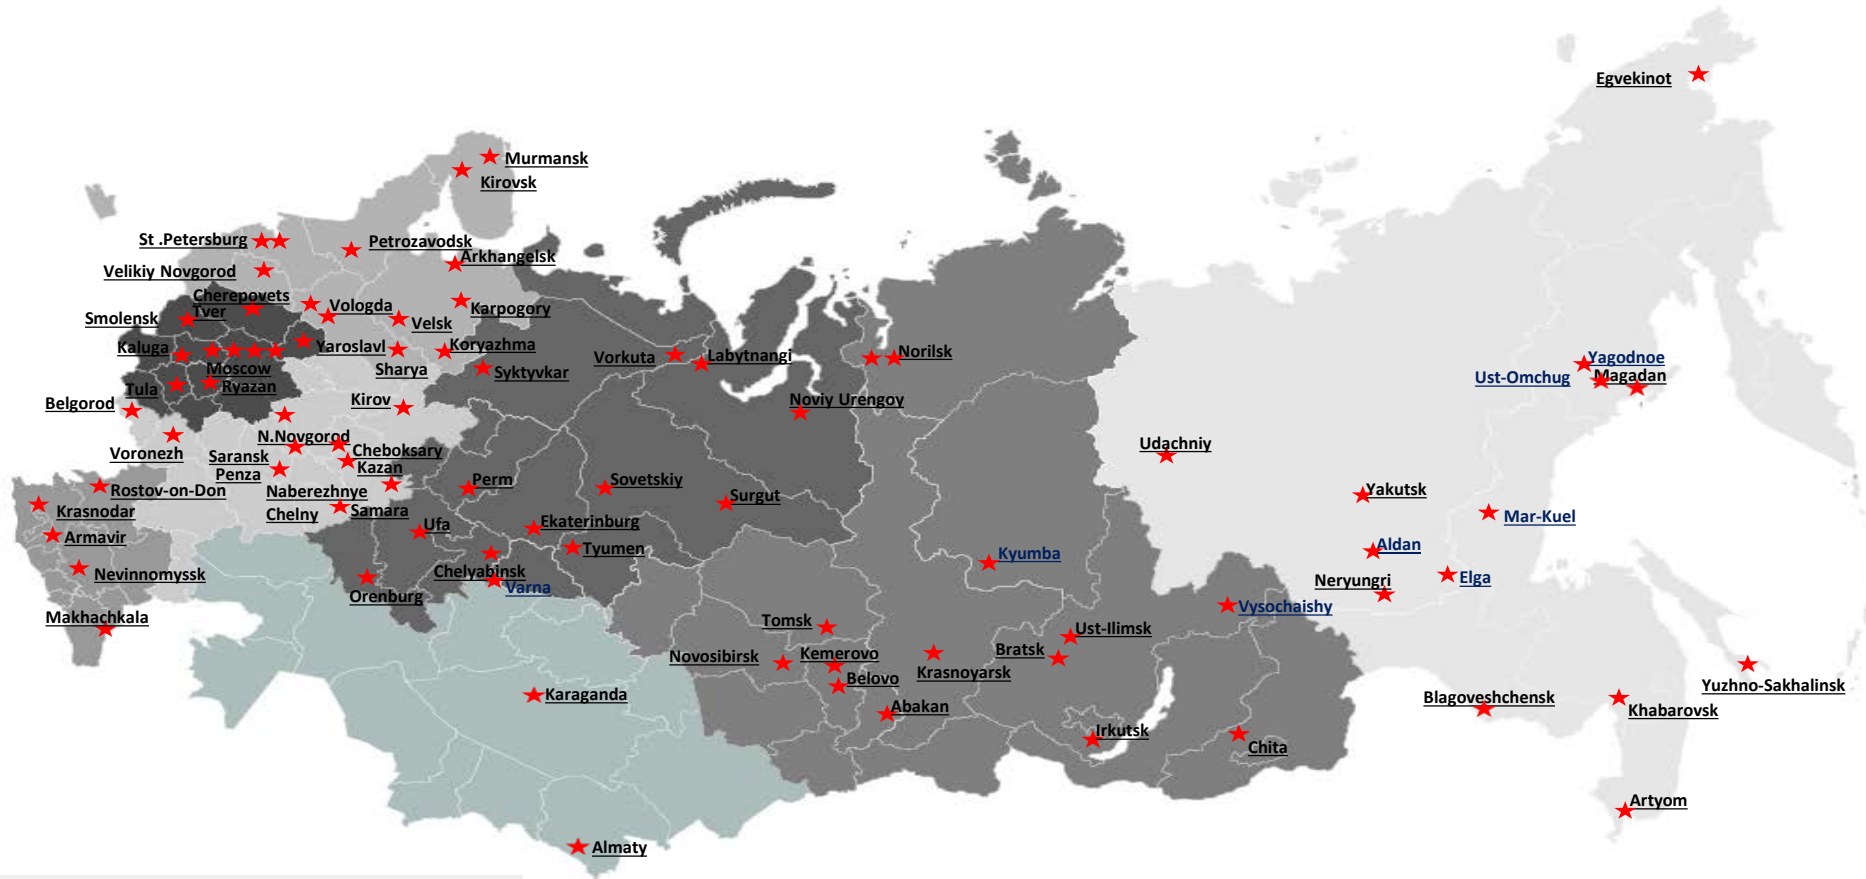 Egvekinot
Murmansk
Kirovsk
St .Petersburg
Petrozavodsk
Arkhangelsk
Velikiy Novgorod
Cherepovets
Karpogory
Vologda
Tver
Smolensk
Velsk
Kaluga
Yaroslavl
Koryazhma
Vorkuta
Labytnangi
Norilsk
Yagodnoe
Moscow
Sharya
Syktyvkar
Ust-Omchug
Magadan
Tula
Ryazan
Belgorod
Kirov
Noviy Urengoy
N.Novgorod
Udachniy
Voronezh
Saransk
Cheboksary
Penza
Kazan
Rostov-on-Don
Naberezhnye
Chelny
Perm
Sovetskiy
Surgut
Yakutsk
Krasnodar
Samara
Mar-Kuel
Ufa
Ekaterinburg
Armavir
Tyumen
Kyumba
Aldan
Nevinnomyssk
Chelyabinsk
Varna
Neryungri
Elga
Orenburg
Vysochaishy
Makhachkala
Tomsk
Ust-Ilimsk
Novosibirsk
Kemerovo
Bratsk
Krasnoyarsk
Belovo
Yuzhno-Sakhalinsk
Karaganda
Abakan
Blagoveshchensk
Khabarovsk
Irkutsk
Chita
Artyom
Almaty